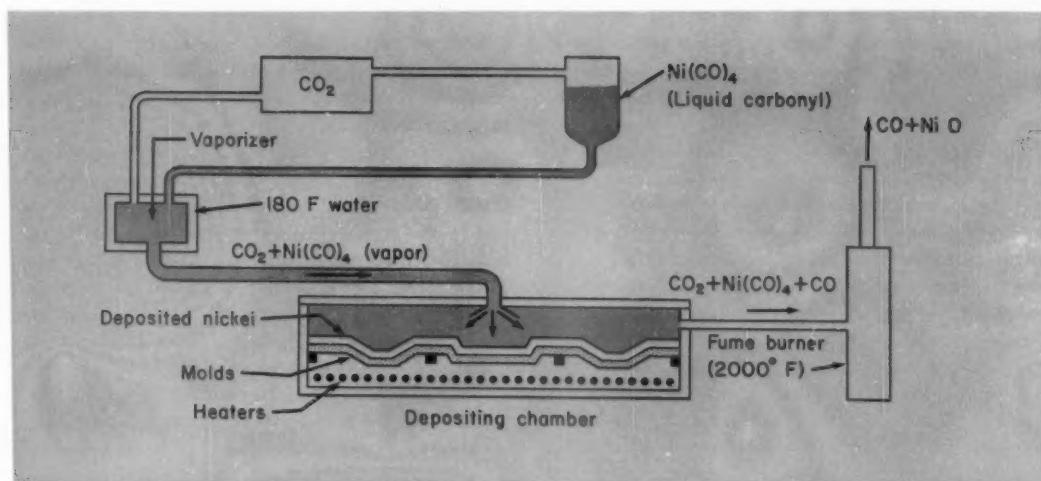 CO₂
Ni(CO)₄
(Liquid carbonyl)
CO+Ni O
Vaporizer
180 F water
CO₂+Ni(CO)₄ (vapor)
CO₂+Ni(CO)₄+CO
Deposited nickel
Molds
Heaters
Fume burner
(2000° F)
Depositing chamber